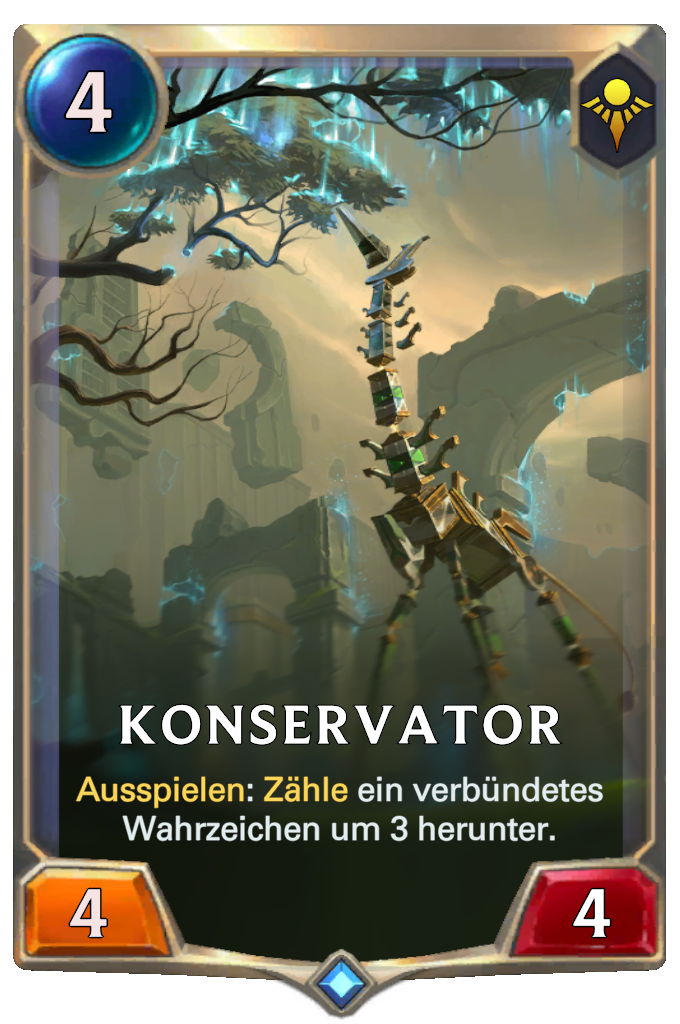 4
KONSERVATOR
Ausspielen: Zähle ein verbündetes
Wahrzeichen um 3 herunter.
4
4